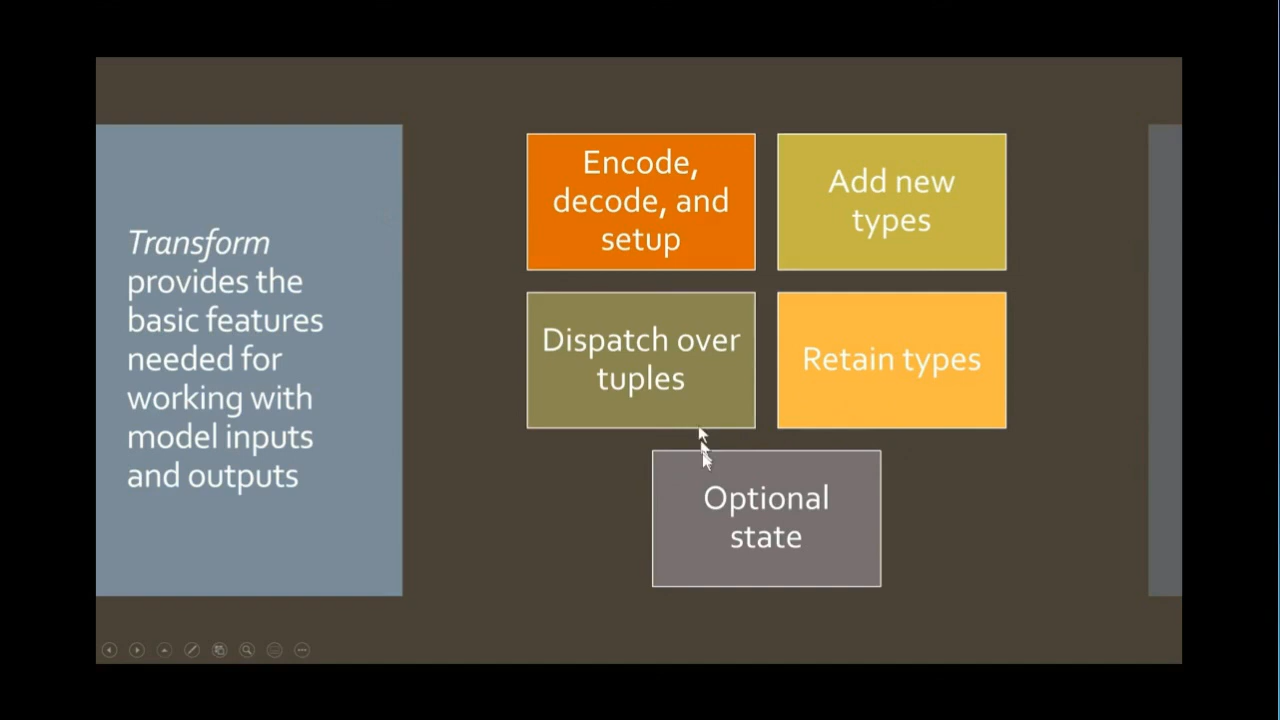 Transform
provides the
basic features
needed for
working with
model inputs
and outputs
Encode,
decode, and
setup
Add new
types
Dispatch over
tuples
Retain types
Optional
state